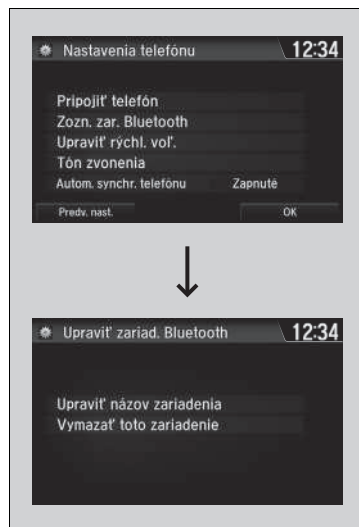 Nastavenia telefónu 12:34
Pripojiť telefón
Zozn. zar. Bluetooth
Upraviť rýchl. voľ.
Tón zvonenia
Autom. synchr. telefónu Zapnuté
Predv. nast. OK
Upraviť zariad. Bluetooth 12:34
Upraviť názov zariadenia
Vymazať toto zariadenie